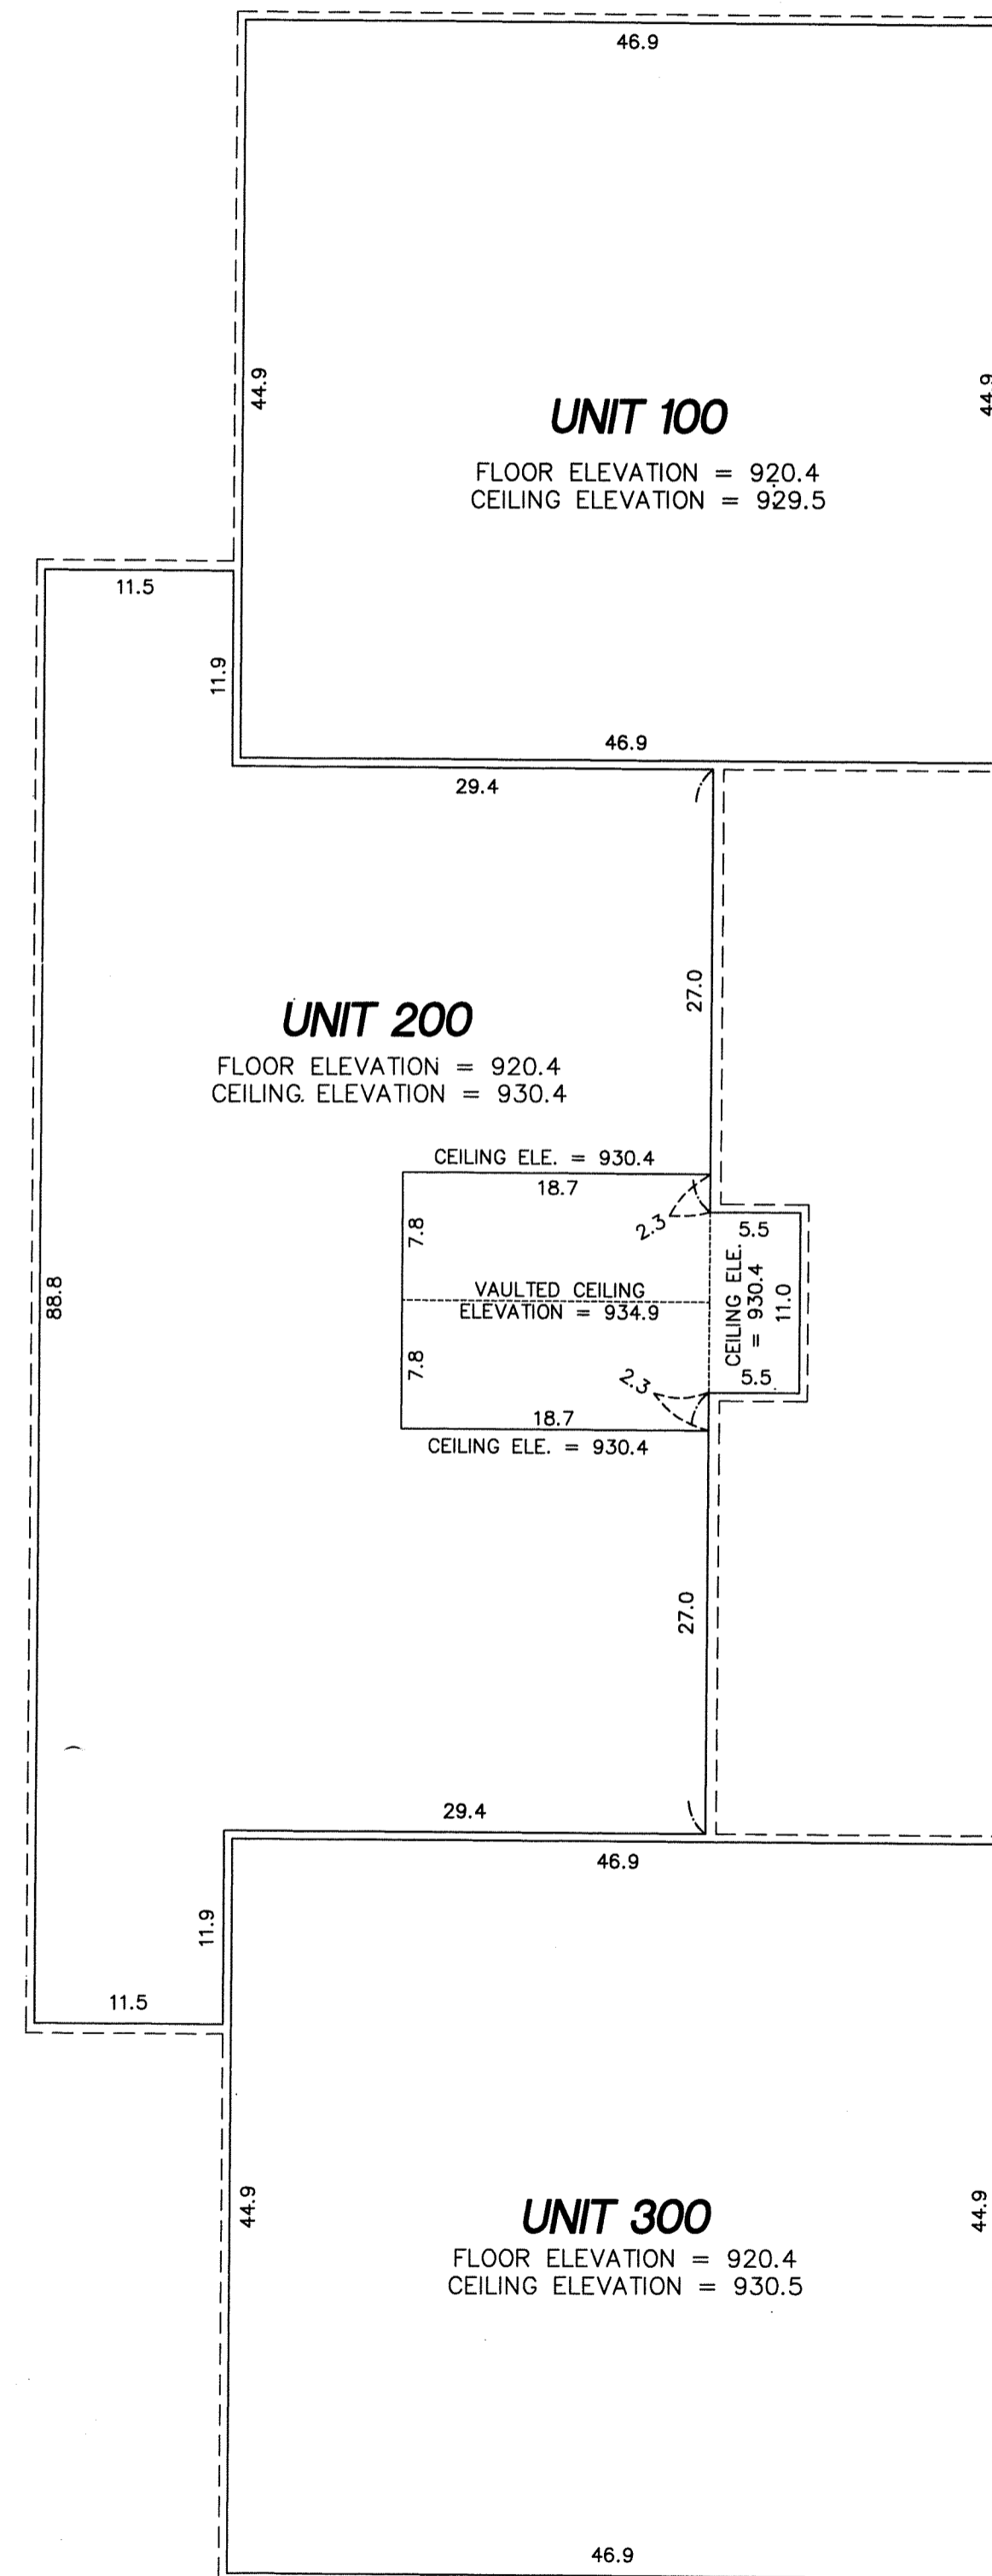 46.9
44.9
44.9
UNIT 100
FLOOR ELEVATION = 920.4
CEILING ELEVATION = 929.5
11.5
11.9
46.9
29.4
27.0
UNIT 200
FLOOR ELEVATION = 920.4
CEILING ELEVATION = 930.4
CEILING ELE. = 930.4
18.7
2.3
7.8
5.5
88.8
VAULTED CEILING
ELEVATION = 934.9
CEILING ELE.
= 930.4
11.0
7.8
2.3
5.5
18.7
CEILING ELE. = 930.4
27.0
29.4
46.9
11.9
11.5
44.9
44.9
UNIT 300
FLOOR ELEVATION = 920.4
CEILING ELEVATION = 930.5
46.9